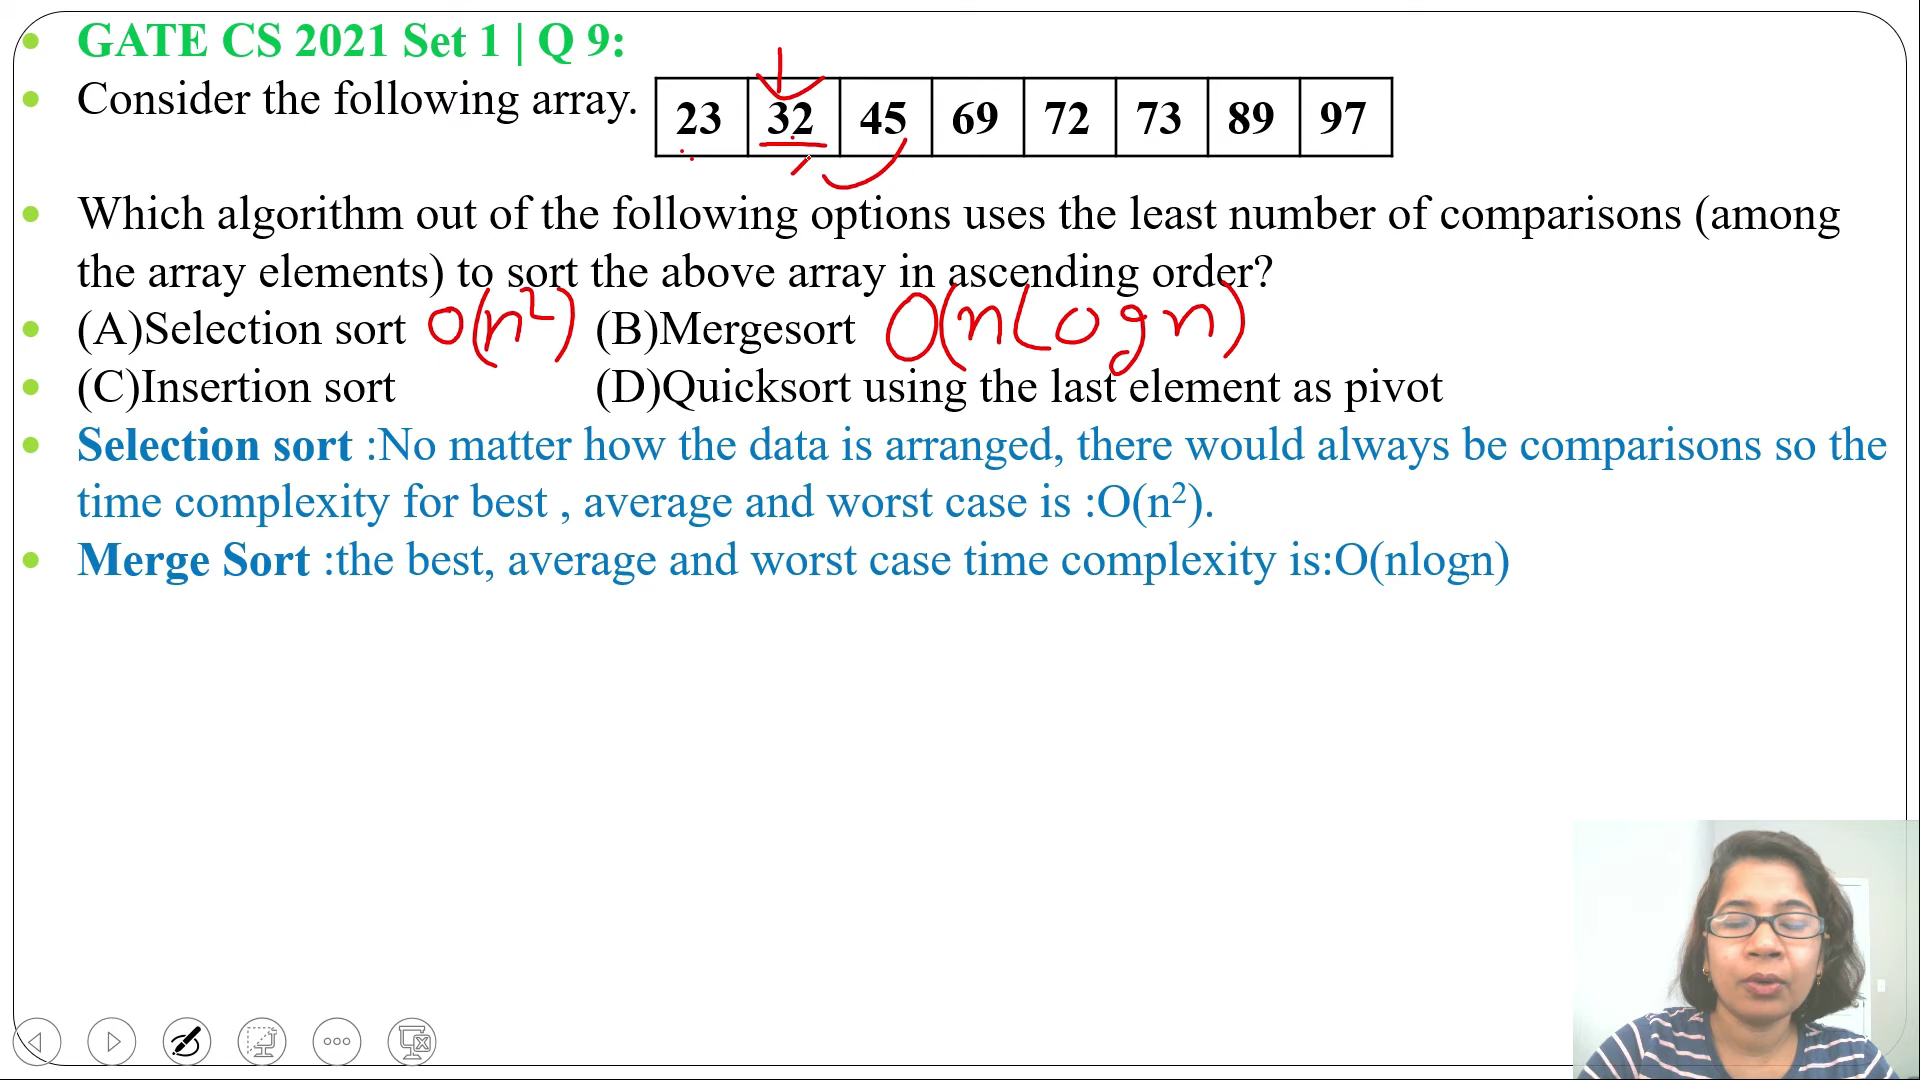 GATE CS 2021 Set 1 | Q 9:
Consider the following array. 23 32 45 69 72 73 89 97
Which algorithm out of the following options uses the least number of comparisons (among
the array elements) to sort the above array in ascending order?
(A)Selection sort O(n²) (B)Mergesort O(nlogn)
(C)Insertion sort (D)Quicksort using the last element as pivot
Selection sort :No matter how the data is arranged, there would always be comparisons so the
time complexity for best , average and worst case is :O(n²).
Merge Sort :the best, average and worst case time complexity is:O(nlogn)